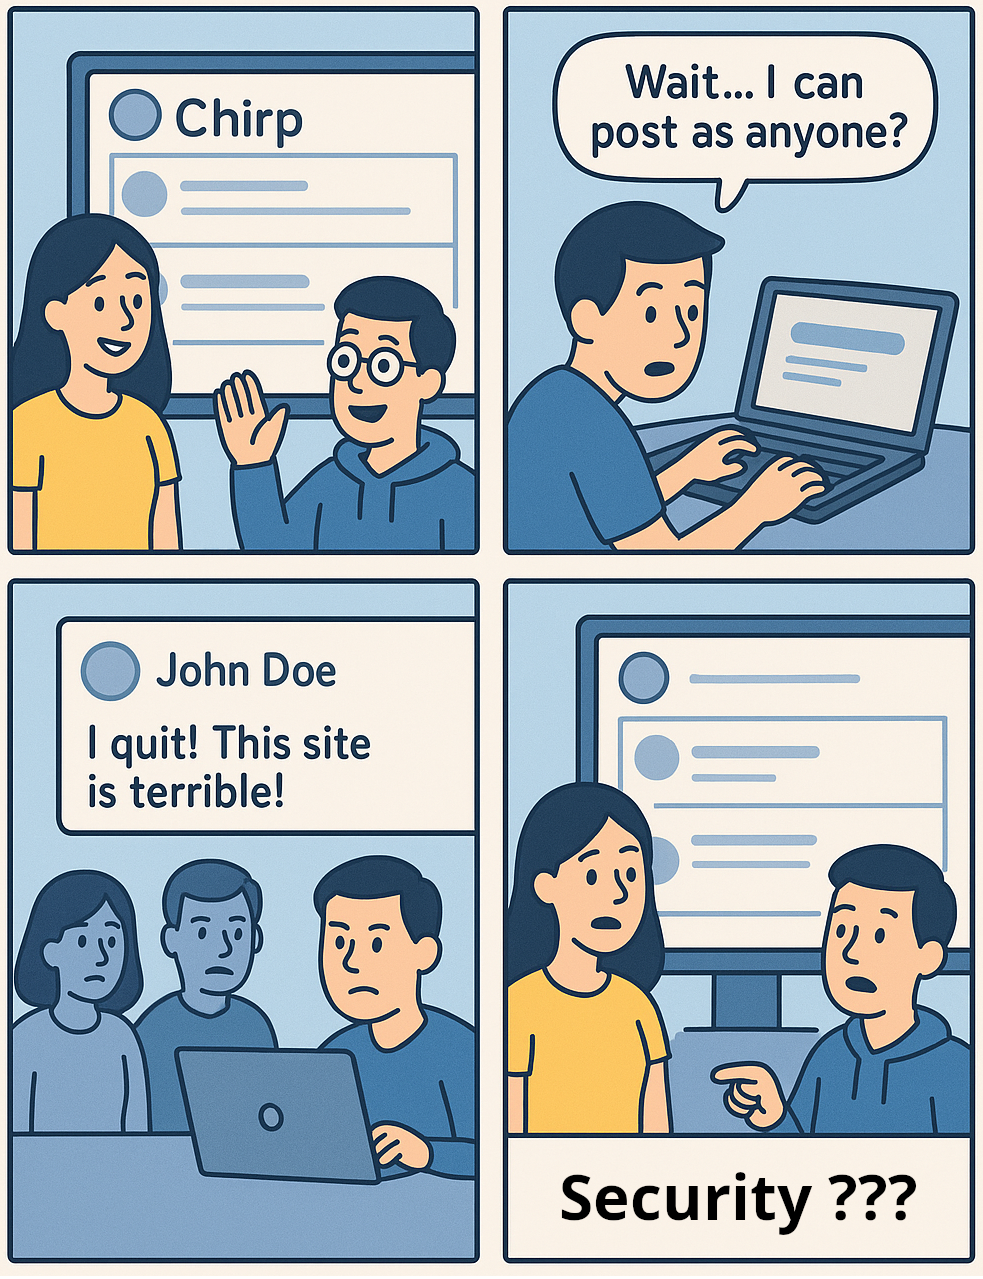 Chirp
Wait... I can
post as anyone?
John Doe
I quit! This site
is terrible!
Security ???